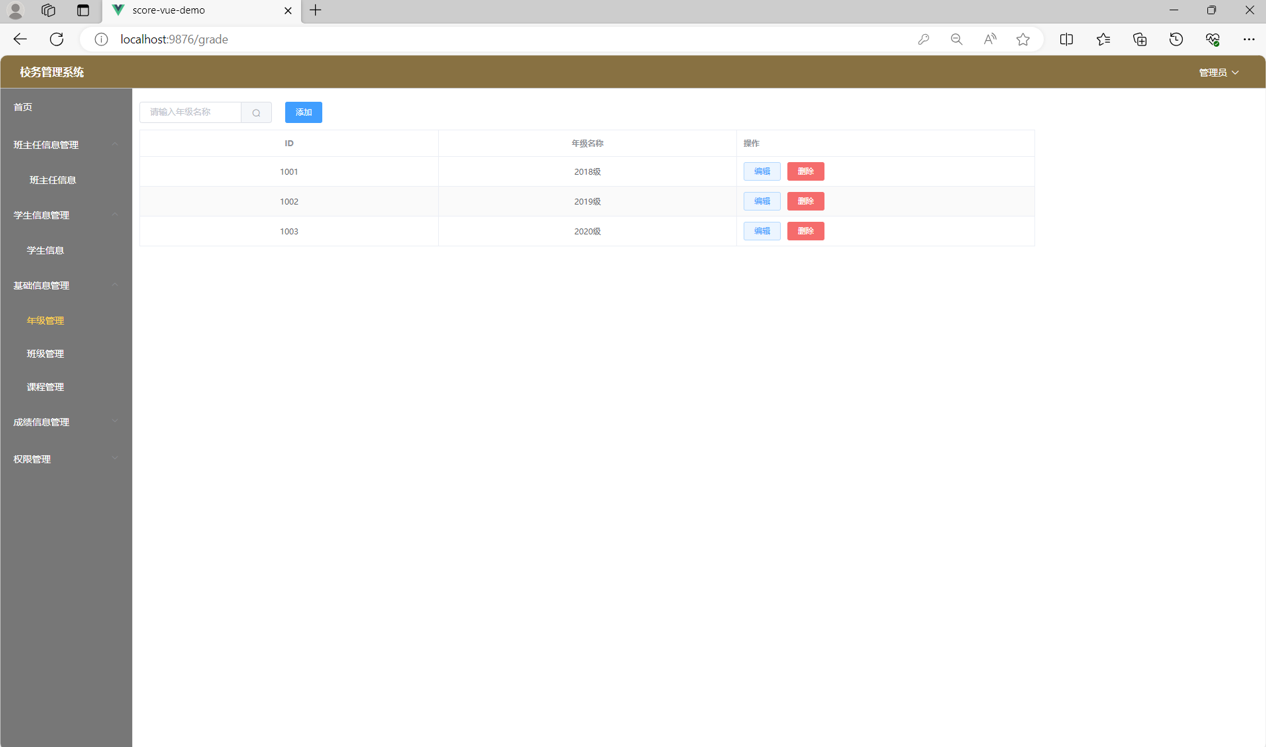 score-vue-demo
localhost:9876/grade
校务管理系统
管理员
首页
班主任信息管理
班主任信息
学生信息管理
学生信息
基础信息管理
年级管理
班级管理
课程管理
成绩信息管理
权限管理
请输入年级名称
添加
ID 年级名称 操作
1001 2018级 编辑 删除
1002 2019级 编辑 删除
1003 2020级 编辑 删除